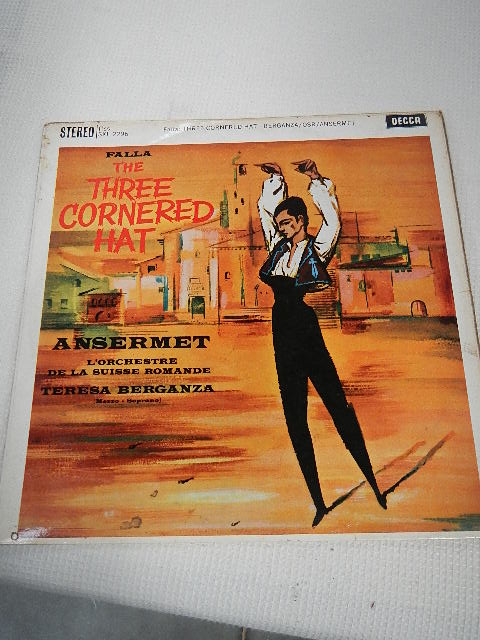 STEREO SXL 2296 FALLA: THREE CORNERED HAT BERGANZA/OSR/ANSERMET DECCA
FALLA
THE
THREE
CORNERED
HAT
ANSERMET
L'ORCHESTRE
DE LA SUISSE ROMANDE
TERESA BERGANZA
(Mezzo-Soprano)